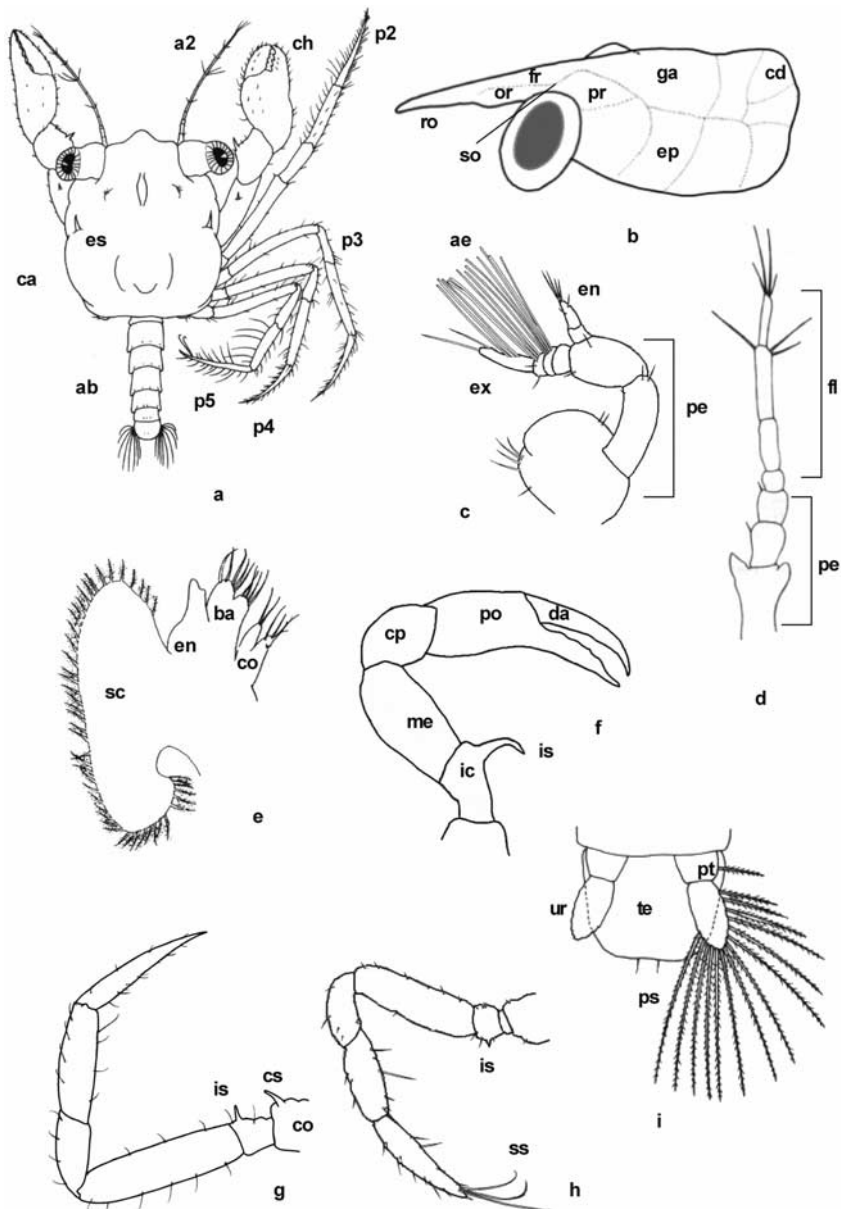 a2
ch
p2
es
p3
ca
ab
p5
p4
a
fr
ga
cd
or
pr
ro
so
ep
b
ae
en
ex
pe
c
fl
pe
d
ba
en
co
sc
e
po
da
cp
me
is
ic
f
pt
ur
te
ps
i
is
cs
co
g
is
ss
h